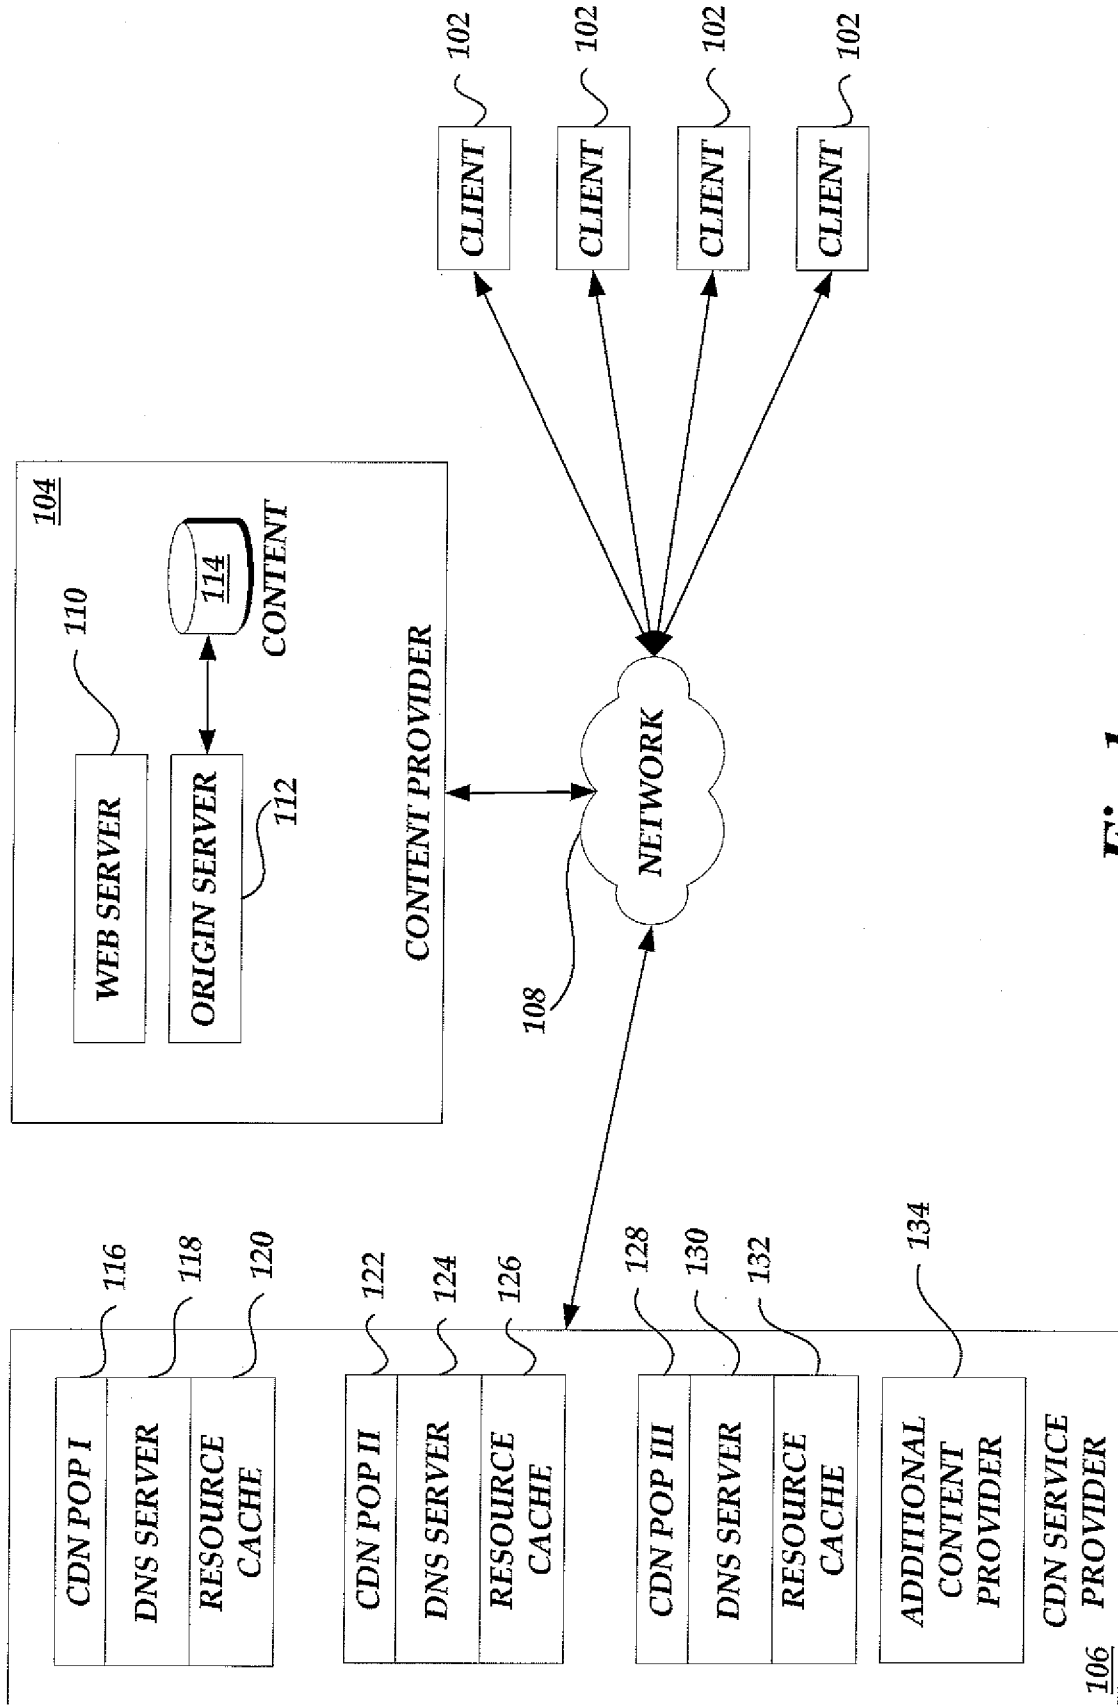 CDN POP I
DNS SERVER
RESOURCE
CACHE
116
118
120
CDN POP II
DNS SERVER
RESOURCE
CACHE
122
124
126
CDN POP III
DNS SERVER
RESOURCE
CACHE
128
130
132
ADDITIONAL
CONTENT
PROVIDER
134
CDN SERVICE
PROVIDER
106
104
WEB SERVER
110
ORIGIN SERVER
112
114
CONTENT
CONTENT PROVIDER
108
NETWORK
CLIENT
102
CLIENT
102
CLIENT
102
CLIENT
102